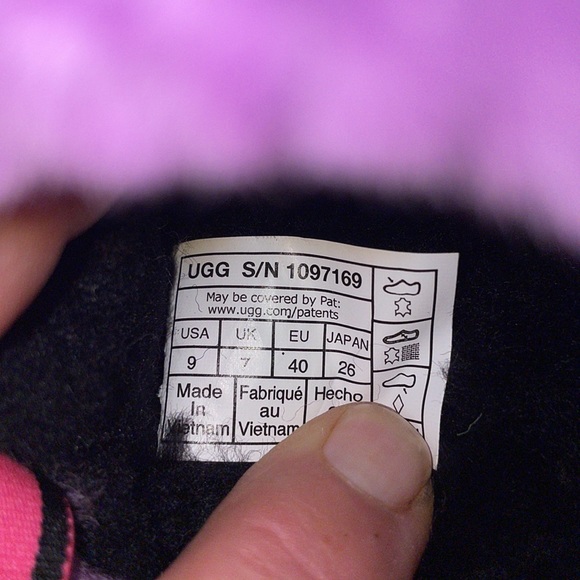 UGG S/N 1097169
May be covered by Pat:
www.ugg.com/patents
USA UK EU JAPAN
9 7 40 26
Made Fabriqué Hecho
In au
Vietnam Vietnam